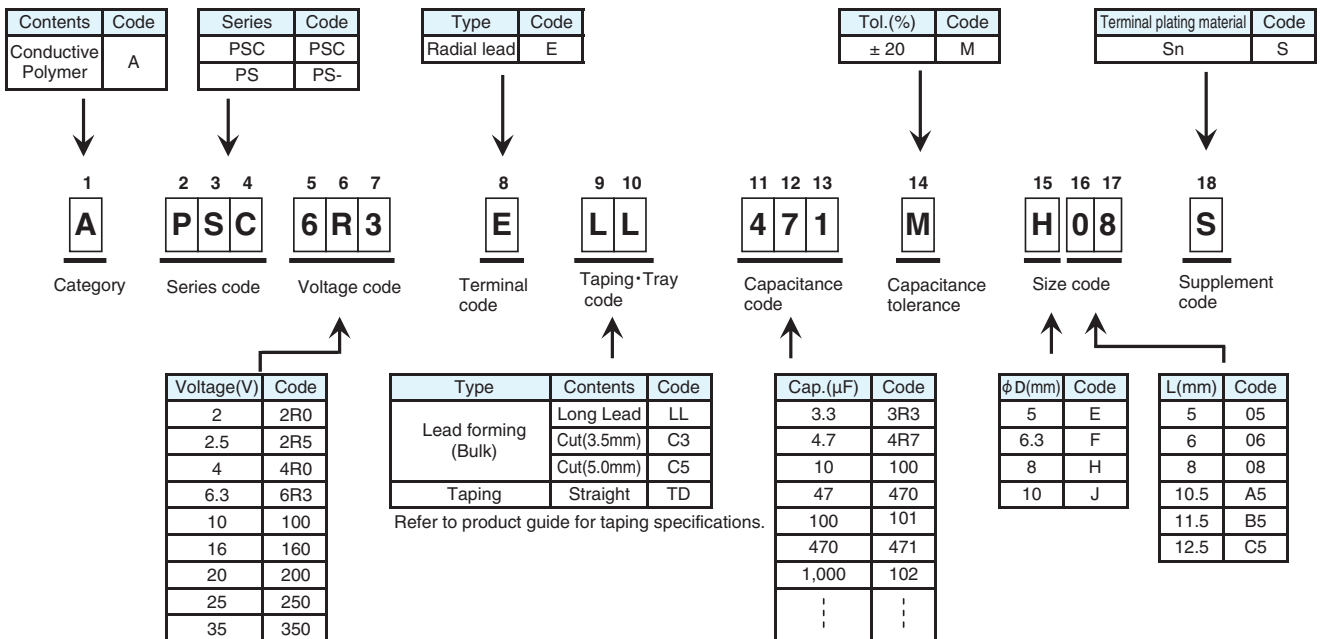 Contents Code
Conductive Polymer A
Series Code
PSC PSC
PS PS-
Type Code
Radial lead E
Tol.(%) Code
± 20 M
Terminal plating material Code
Sn S
1 2 3 4 5 6 7 8 9 10 11 12 13 14 15 16 17 18
A P S C 6 R 3 E L L 4 7 1 M H 0 8 S
Category
Series code
Voltage code
Terminal code
Taping・Tray code
Capacitance code
Capacitance tolerance
Size code
Supplement code
Voltage(V) Code
2 2R0
2.5 2R5
4 4R0
6.3 6R3
10 100
16 160
20 200
25 250
35 350
Type Contents Code
Lead forming (Bulk) Long Lead LL
Cut(3.5mm) C3
Cut(5.0mm) C5
Taping Straight TD
Refer to product guide for taping specifications.
Cap.(µF) Code
3.3 3R3
4.7 4R7
10 100
47 470
100 101
470 471
1,000 102
φD(mm) Code
5 E
6.3 F
8 H
10 J
L(mm) Code
5 05
6 06
8 08
10.5 A5
11.5 B5
12.5 C5